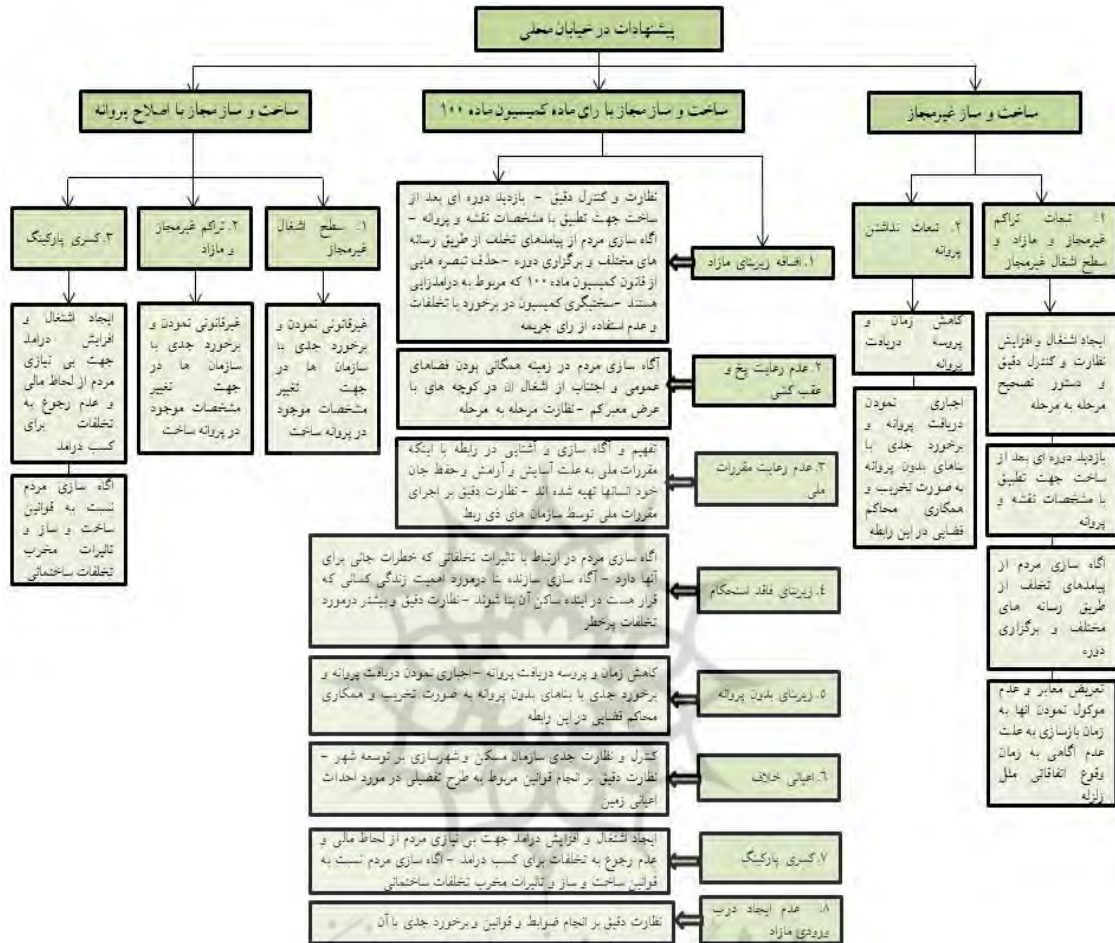 پیشنهادات در خیابان محلی
ساخت و ساز غیرمجاز
ساخت و ساز مجاز با رای ماده کمیسیون ماده ۱۰۰
ساخت و ساز مجاز با اصلاح پروانه
۱. تبعات تراکم
غیرمجاز و مازاد و
سطح اشغال غیرمجاز
ایجاد اشتغال و افزایش
نظارت و کنترل دقیق
و دستور تصحیح
مرحله به مرحله
بازدید دوره ای بعد از
ساخت جهت تطبیق
با مشخصات نقشه و
پروانه
آگاه سازی مردم از
پیامدهای تخلف از
طریق رسانه های
مختلف و برگزاری
دوره
تعریض معابر و عدم
موکول نمودن آنها به
زمان بازسازی به علت
عدم آگاهی به زمان
وقوع اتفاقاتی مثل
زلزله
۲. تبعات نداشتن
پروانه
کاهش زمان و
پروسه دریافت
پروانه
اجباری نمودن
دریافت پروانه و
برخورد جدی با
بناهای بدون پروانه
به صورت تخریب و
همکاری محاکم
قضایی در این رابطه
۱. اضافه زیربنای مازاد
نظارت و کنترل دقیق – بازدید دوره ای بعد از
ساخت جهت تطبیق با مشخصات نقشه و پروانه –
آگاه سازی مردم از پیامدهای تخلف از طریق رسانه
های مختلف و برگزاری دوره –حذف تبصره هایی
از قانون کمیسیون ماده ۱۰۰ که مربوط به درامدزایی
هستند –سختگیری کمیسیون در برخورد با تخلفات
و عدم استفاده از رای جریمه
۲. عدم رعایت پخ و
عقب کشی
آگاه سازی مردم در زمینه همگانی بودن فضاهای
عمومی و اجتناب از اشغال ان در کوچه های با
عرض معبرکم –نظارت مرحله به مرحله
۳. عدم رعایت مقررات
ملی
تفهیم و آگاه سازی و آشنایی در رابطه با اینکه
مقررات ملی به علت آسایش و آرامش و حفظ جان
خود انسانها تهیه شده اند – نظارت دقیق بر اجرای
مقررات ملی توسط سازمان های ذی ربط
۴. زیربنای فاقد استحکام
اگاه سازی مردم در ارتباط با تاثیرات تخلفاتی که خطرات جانی برای
آنها دارد – آگاه سازی سازنده بنا درمورد اهمیت زندگی کسانی که
قرار هست در اینده ساکن آن بنا شوند – نظارت دقیق و بیشتر درمورد
تخلفات پرخطر
۵. زیربنای بدون پروانه
کاهش زمان و پروسه دریافت پروانه –اجباری نمودن دریافت پروانه و
برخورد جدی با بناهای بدون پروانه به صورت تخریب و همکاری
محاکم قضایی در این رابطه
۶. اعیانی خلاف
کنترل و نظارت جدی سازمان مسکن و شهرسازی بر توسعه شهر –
نظارت دقیق بر انجام قوانین مربوط به طرح تفصیلی در مورد احداث
اعیانی زمین
۷. کسری پارکینگ
ایجاد اشتغال و افزایش درامد جهت بی نیازی مردم از لحاظ مالی و
عدم رجوع به تخلفات برای کسب درامد – اگاه سازی مردم نسبت به
قوانین ساخت و ساز و تاثیرات مخرب تخلفات ساختمانی
۸. عدم ایجاد درب
ورودی مازاد
نظارت دقیق بر انجام ضوابط و قوانین و برخورد جدی با آن
۱. سطح اشغال
غیرمجاز
غیرقانونی نمودن و
برخورد جدی با
سازمان ها در
جهت تغییر
مشخصات موجود
در پروانه ساخت
۲. تراکم غیرمجاز
و مازاد
غیرقانونی نمودن و
برخورد جدی با
سازمان ها در
جهت تغییر
مشخصات موجود
در پروانه ساخت
۳. کسری پارکینگ
ایجاد اشتغال و
افزایش درامد
جهت بی نیازی
مردم از لحاظ مالی
و عدم رجوع به
تخلفات برای
کسب درامد
اگاه سازی مردم
نسبت به قوانین
ساخت و ساز و
تاثیرات مخرب
تخلفات ساختمانی